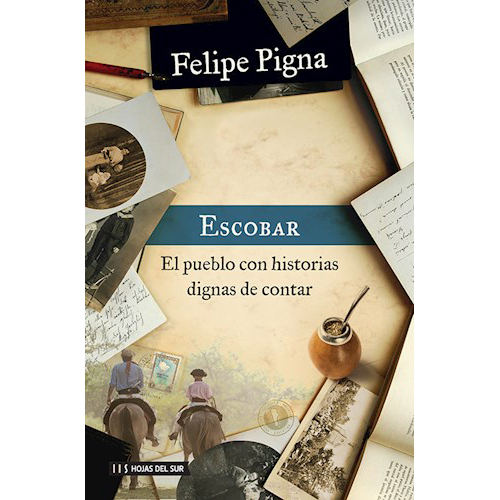 Felipe Pigna
ESCOBAR
El pueblo con historias
dignas de contar
HOJAS DEL SUR